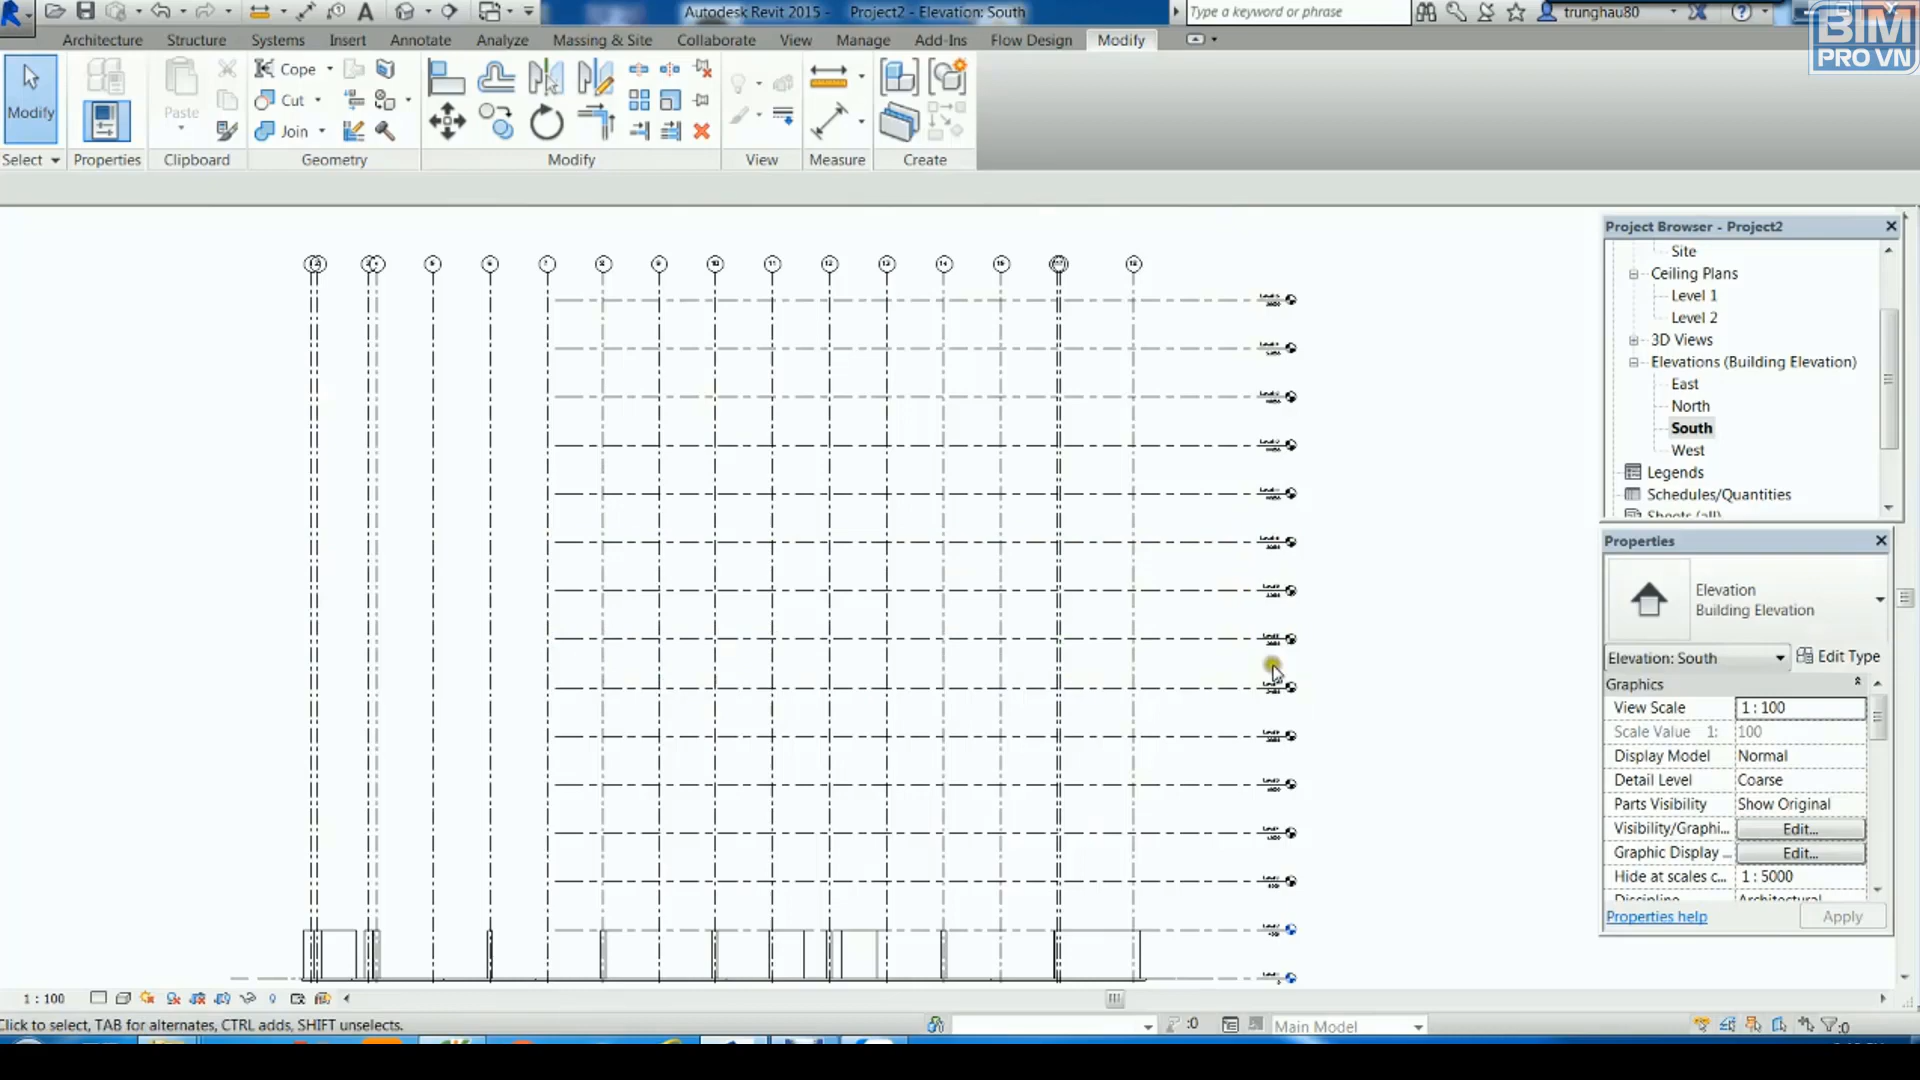 Autodesk Revit 2015 - Project2 - Elevation: South
Type a keyword or phrase
trunghau80
BIM
PRO VN
Architecture Structure Systems Insert Annotate Analyze Massing & Site Collaborate View Manage Add-Ins Flow Design Modify
Modify
Paste
Cope
Cut
Join
Select Properties Clipboard Geometry Modify View Measure Create
Project Browser - Project2
Site
Ceiling Plans
Level 1
Level 2
3D Views
Elevations (Building Elevation)
East
North
South
West
Legends
Schedules/Quantities
Sheets (all)
Properties
Elevation
Building Elevation
Elevation: South
Edit Type
Graphics
View Scale 1 : 100
Scale Value 1: 100
Display Model Normal
Detail Level Coarse
Parts Visibility Show Original
Visibility/Graphi... Edit...
Graphic Display ... Edit...
Hide at scales c... 1 : 5000
Discipline Architectural
Properties help
Apply
1 : 100
Click to select, TAB for alternates, CTRL adds, SHIFT unselects.
:0
Main Model
:0